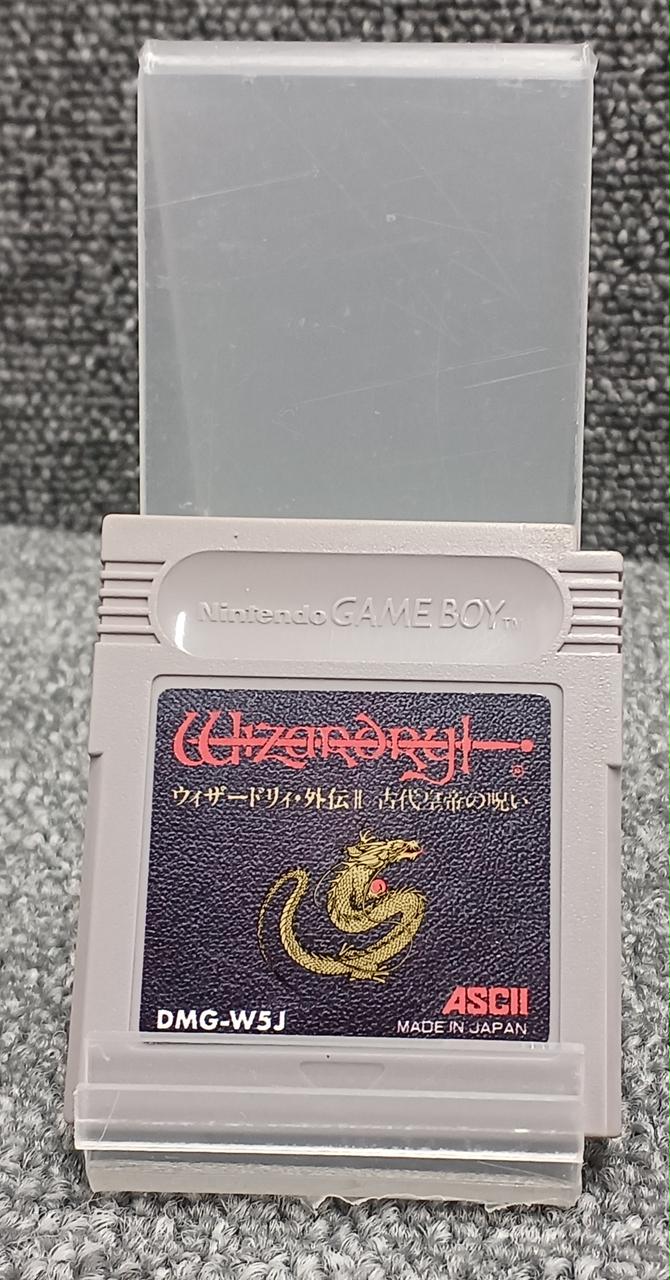 Nintendo GAME BOY TM
Wizardry
®
ウィザードリィ・外伝II 古代皇帝の呪い
ASCII
DMG-W5J
MADE IN JAPAN